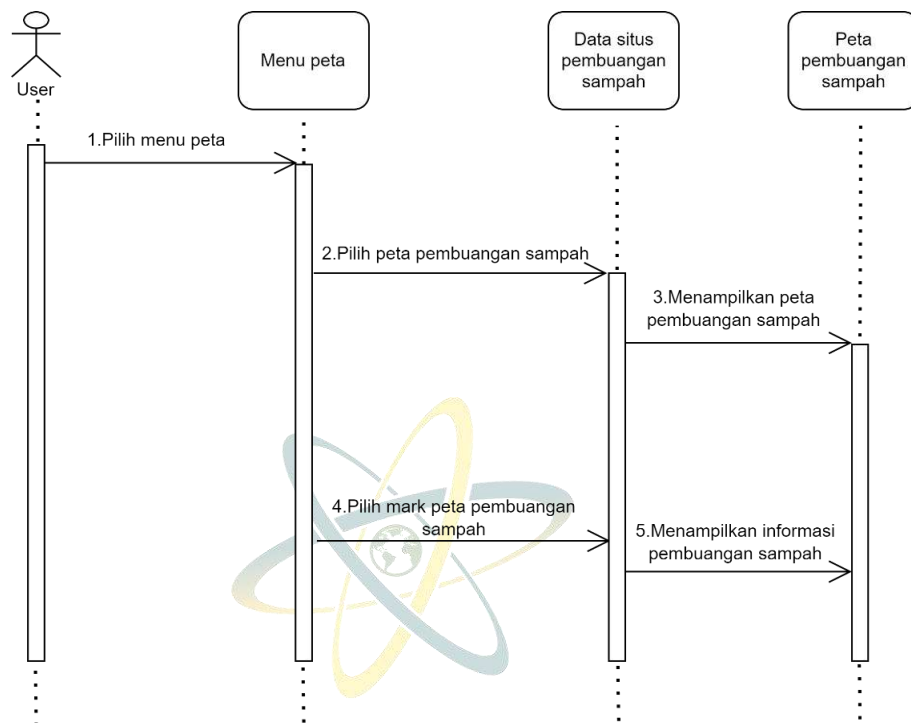 User
Menu peta
Data situs
pembuangan
sampah
Peta
pembuangan
sampah
1.Pilih menu peta
2.Pilih peta pembuangan sampah
3.Menampilkan peta
pembuangan sampah
4.Pilih mark peta pembuangan
sampah
5.Menampilkan informasi
pembuangan sampah